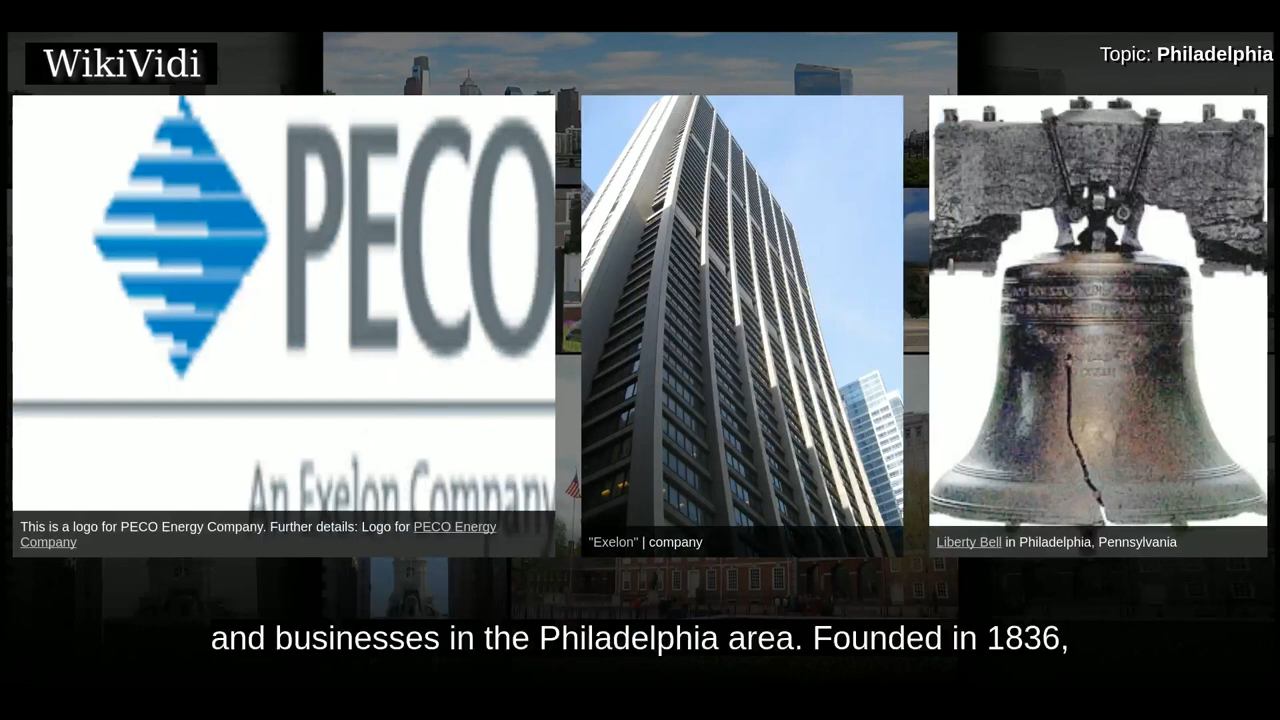 WikiVidi
Topic: Philadelphia
PECO
An Exelon Company
This is a logo for PECO Energy Company. Further details: Logo for PECO Energy
Company
"Exelon" | company
Liberty Bell in Philadelphia, Pennsylvania
and businesses in the Philadelphia area. Founded in 1836,